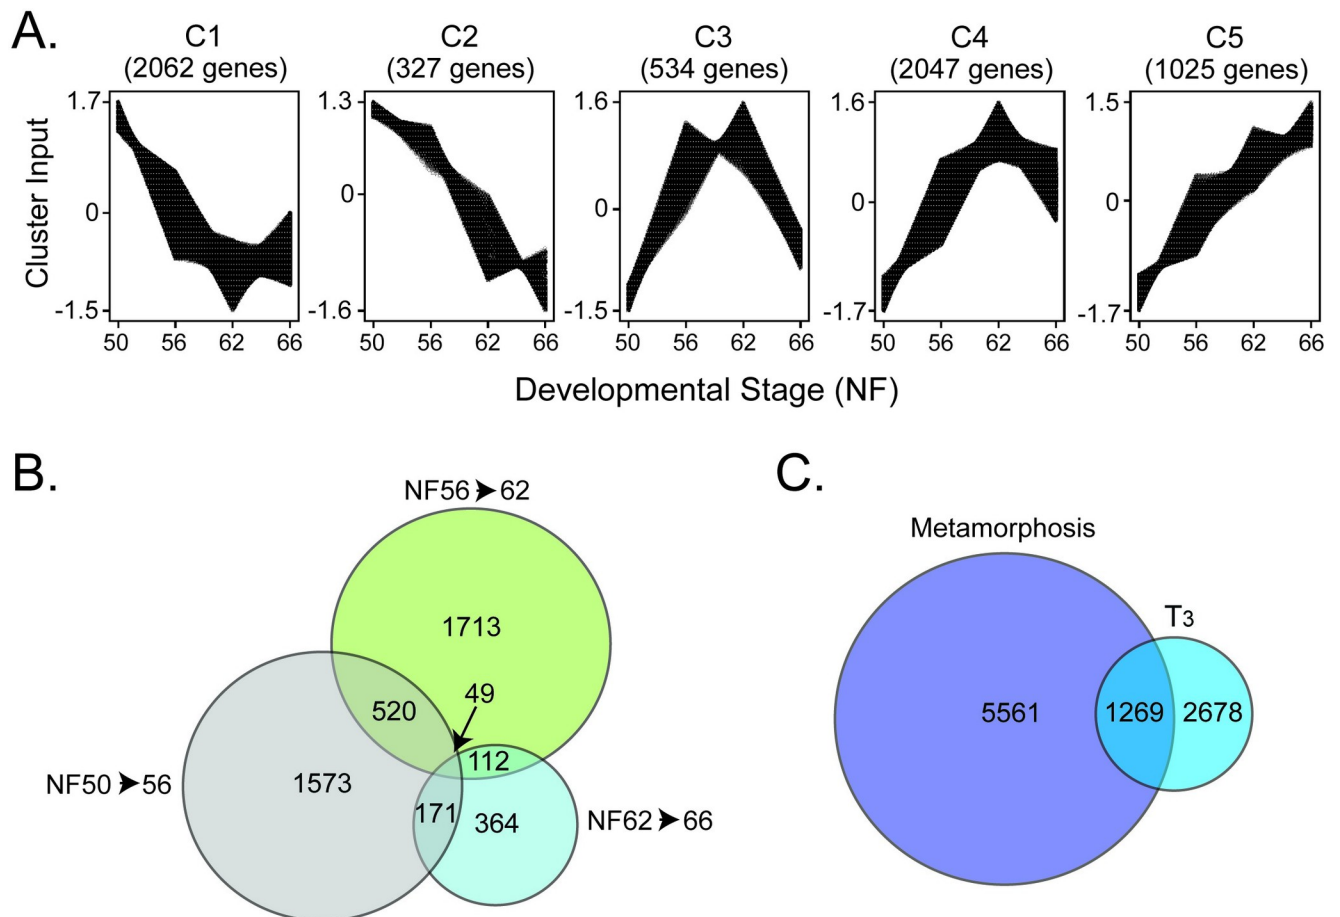 A.
C1
(2062 genes)
C2
(327 genes)
C3
(534 genes)
C4
(2047 genes)
C5
(1025 genes)
Cluster Input
1.7
0
-1.5
50 56 62 66
1.3
0
-1.6
50 56 62 66
1.6
0
-1.5
50 56 62 66
1.6
0
-1.7
50 56 62 66
1.5
0
-1.7
50 56 62 66
Developmental Stage (NF)
B.
NF56➤62
1713
49
520
112
NF50➤56
1573
171
364
NF62➤66
C.
Metamorphosis
T3
5561
1269
2678